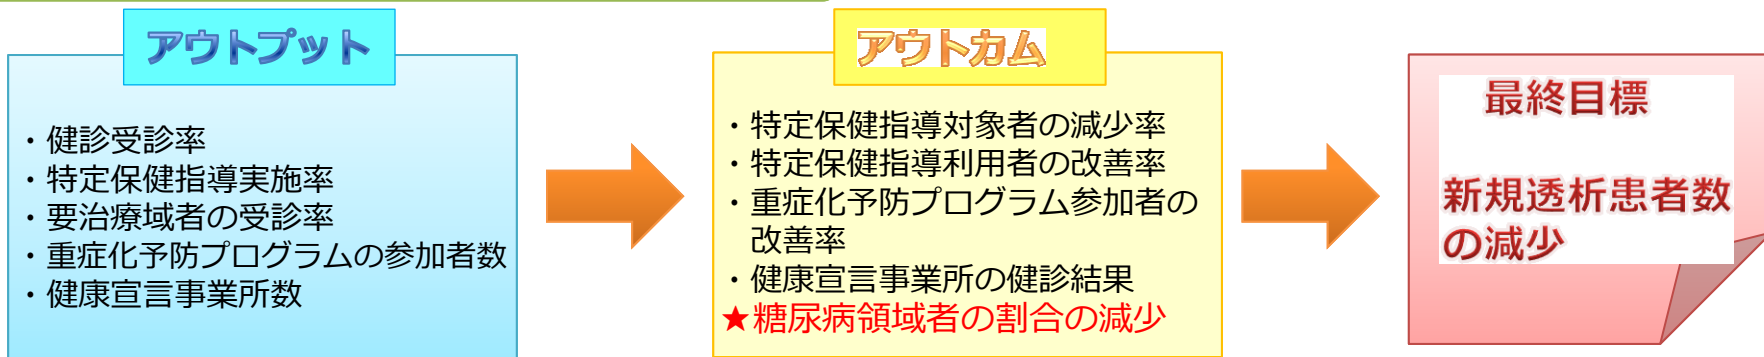 アウトプット
・健診受診率
・特定保健指導実施率
・要治療域者の受診率
・重症化予防プログラムの参加者数
・健康宣言事業所数
アウトカム
・特定保健指導対象者の減少率
・特定保健指導利用者の改善率
・重症化予防プログラム参加者の
改善率
・健康宣言事業所の健診結果
★糖尿病領域者の割合の減少
最終目標
新規透析患者数
の減少